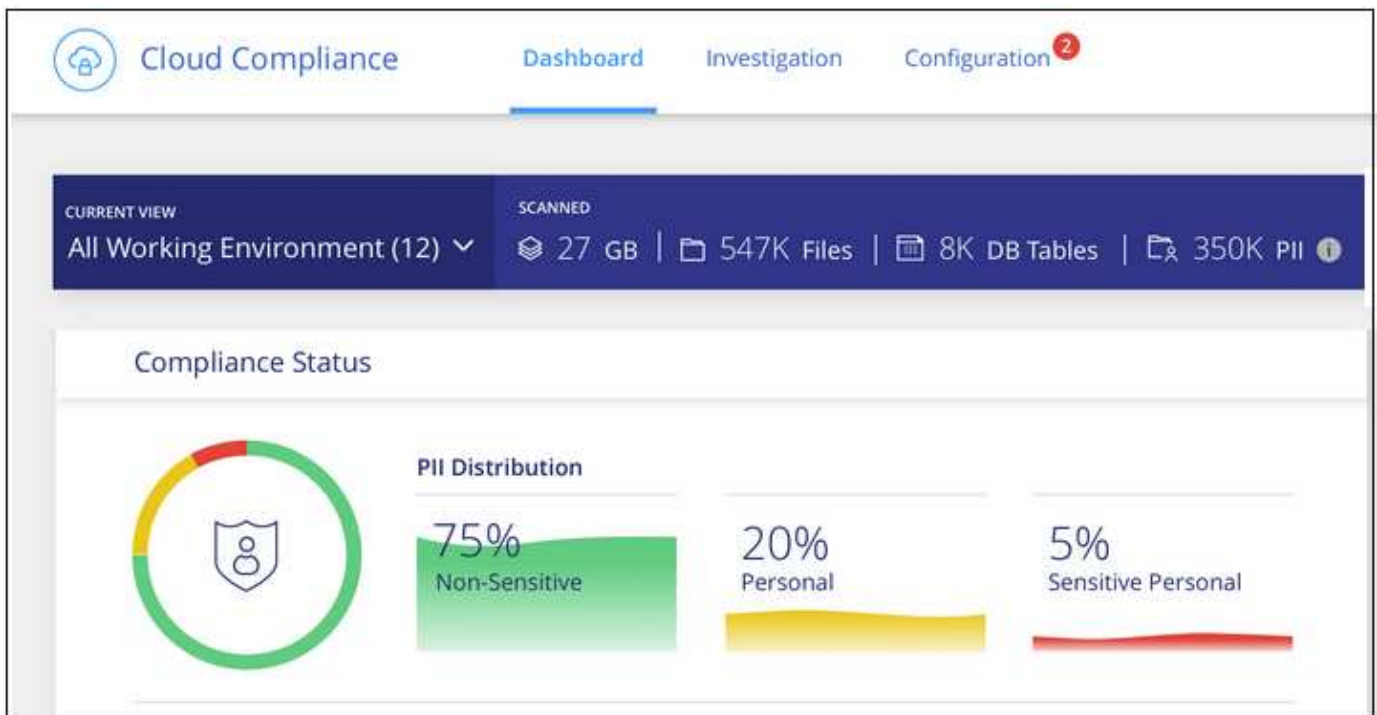 Cloud Compliance Dashboard Investigation Configuration 2
CURRENT VIEW
All Working Environment (12)
SCANNED
27 GB | 547K Files | 8K DB Tables | 350K PII i
Compliance Status
PII Distribution
75%
Non-Sensitive
20%
Personal
5%
Sensitive Personal